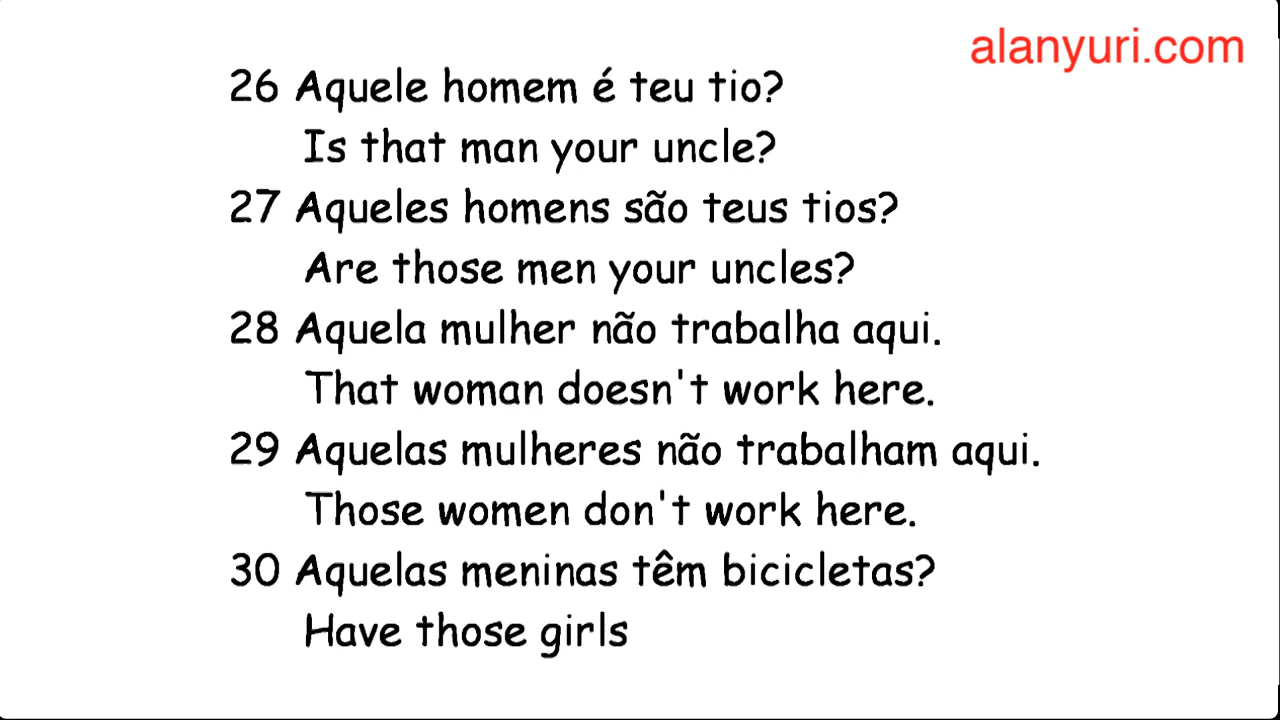 alanyuri.com
26 Aquele homem é teu tio?
Is that man your uncle?
27 Aqueles homens são teus tios?
Are those men your uncles?
28 Aquela mulher não trabalha aqui.
That woman doesn't work here.
29 Aquelas mulheres não trabalham aqui.
Those women don't work here.
30 Aquelas meninas têm bicicletas?
Have those girls